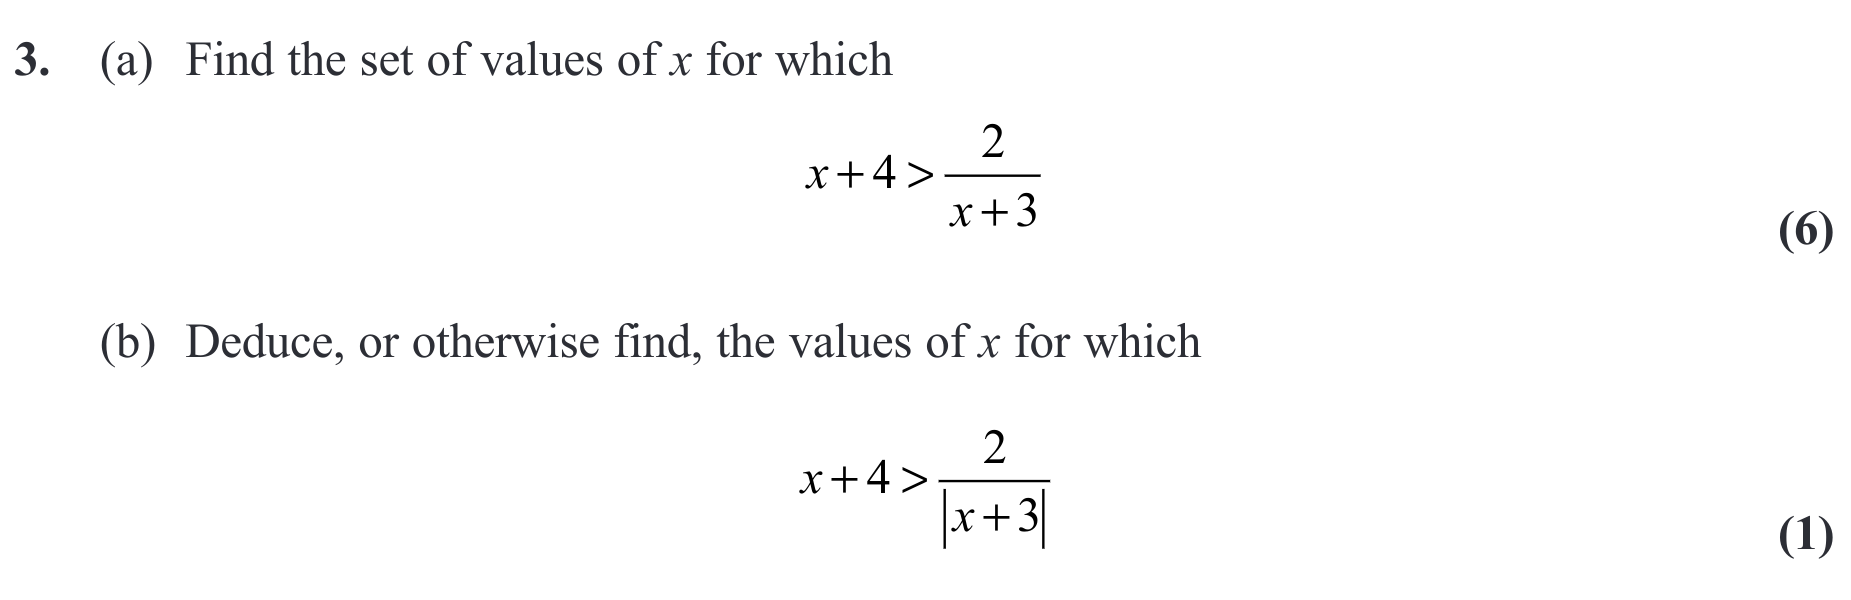 3. (a) Find the set of values of x for which
x + 4 > 2/(x + 3)
(6)
(b) Deduce, or otherwise find, the values of x for which
x + 4 > 2/|x + 3|
(1)